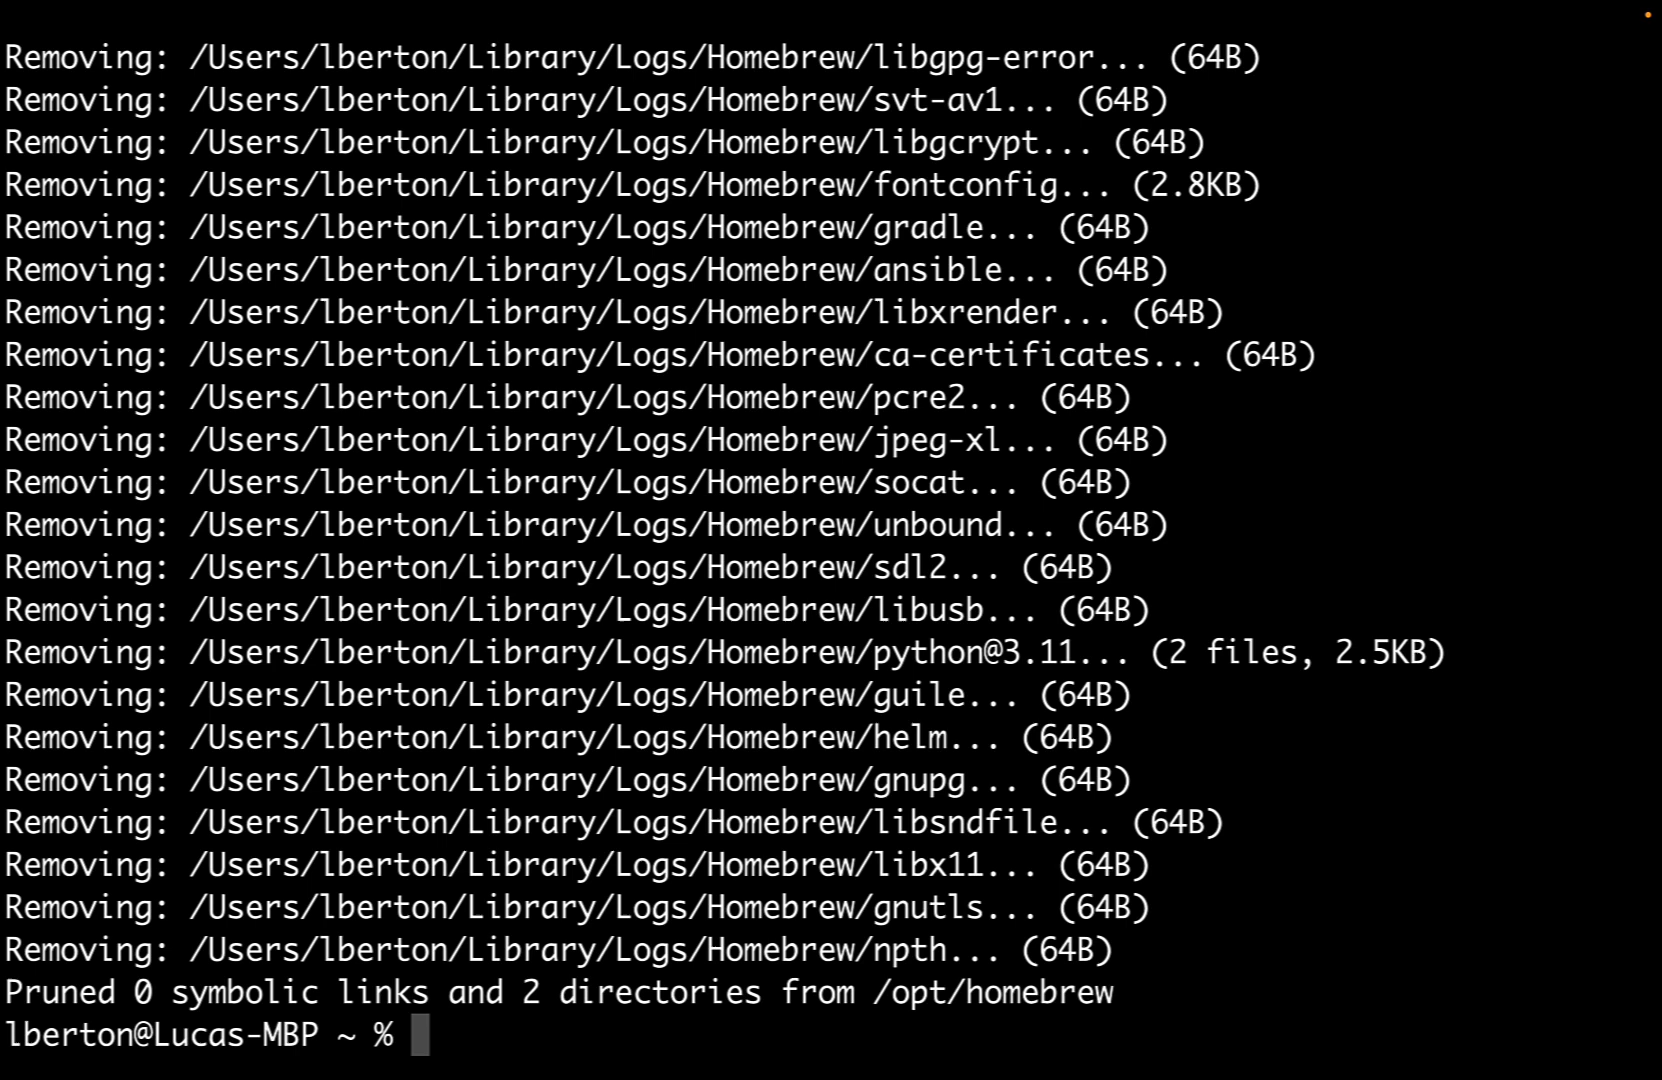 Removing: /Users/lberton/Library/Logs/Homebrew/libgpg-error... (64B)
Removing: /Users/lberton/Library/Logs/Homebrew/svt-av1... (64B)
Removing: /Users/lberton/Library/Logs/Homebrew/libgcrypt... (64B)
Removing: /Users/lberton/Library/Logs/Homebrew/fontconfig... (2.8KB)
Removing: /Users/lberton/Library/Logs/Homebrew/gradle... (64B)
Removing: /Users/lberton/Library/Logs/Homebrew/ansible... (64B)
Removing: /Users/lberton/Library/Logs/Homebrew/libxrender... (64B)
Removing: /Users/lberton/Library/Logs/Homebrew/ca-certificates... (64B)
Removing: /Users/lberton/Library/Logs/Homebrew/pcre2... (64B)
Removing: /Users/lberton/Library/Logs/Homebrew/jpeg-xl... (64B)
Removing: /Users/lberton/Library/Logs/Homebrew/socat... (64B)
Removing: /Users/lberton/Library/Logs/Homebrew/unbound... (64B)
Removing: /Users/lberton/Library/Logs/Homebrew/sdl2... (64B)
Removing: /Users/lberton/Library/Logs/Homebrew/libusb... (64B)
Removing: /Users/lberton/Library/Logs/Homebrew/python@3.11... (2 files, 2.5KB)
Removing: /Users/lberton/Library/Logs/Homebrew/guile... (64B)
Removing: /Users/lberton/Library/Logs/Homebrew/helm... (64B)
Removing: /Users/lberton/Library/Logs/Homebrew/gnupg... (64B)
Removing: /Users/lberton/Library/Logs/Homebrew/libsndfile... (64B)
Removing: /Users/lberton/Library/Logs/Homebrew/libx11... (64B)
Removing: /Users/lberton/Library/Logs/Homebrew/gnutls... (64B)
Removing: /Users/lberton/Library/Logs/Homebrew/npth... (64B)
Pruned 0 symbolic links and 2 directories from /opt/homebrew
lberton@Lucas-MBP ~ %